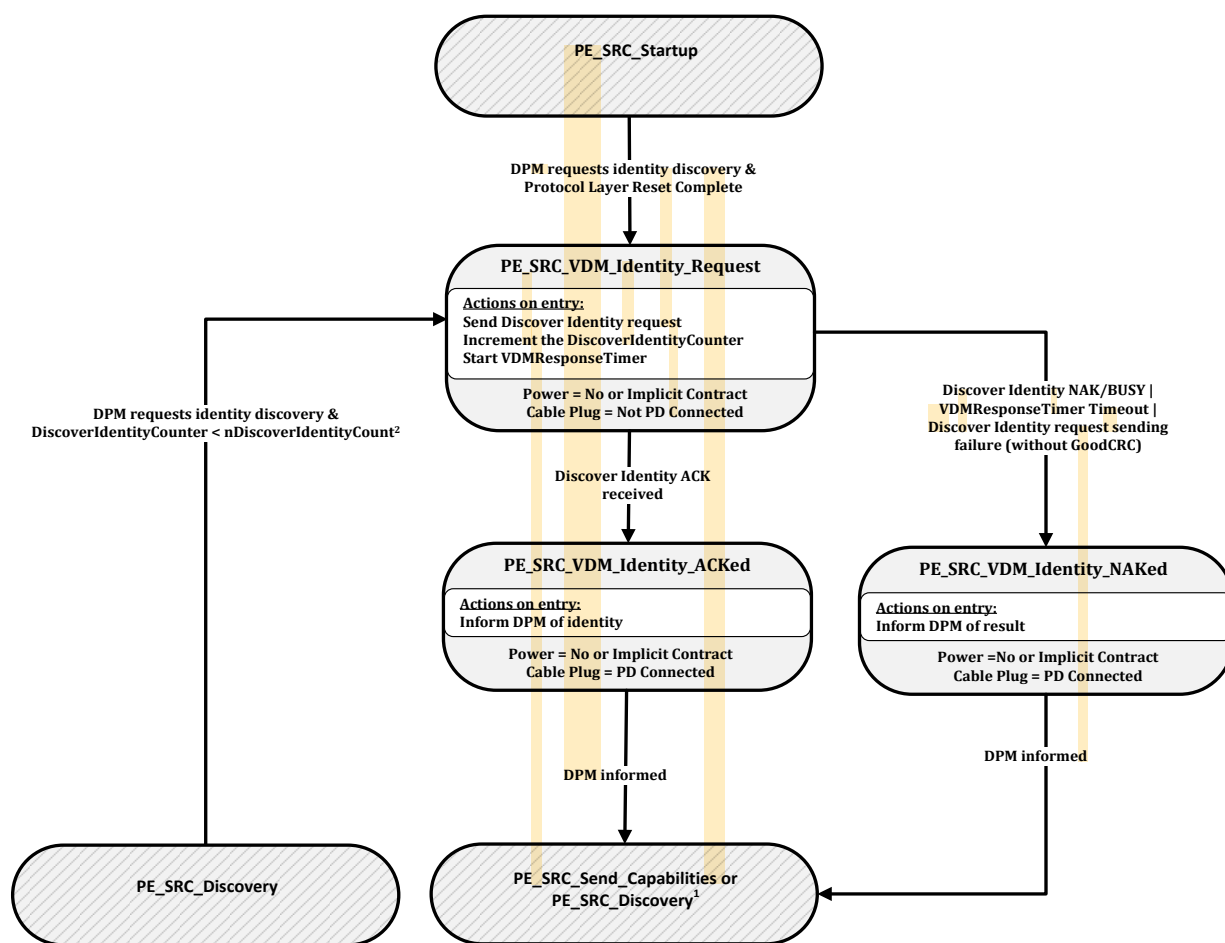 PE_SRC_Startup
DPM requests identity discovery &
Protocol Layer Reset Complete
PE_SRC_VDM_Identity_Request
Actions on entry:
Send Discover Identity request
Increment the DiscoverIdentityCounter
Start VDMResponseTimer
Power = No or Implicit Contract
Cable Plug = Not PD Connected
DPM requests identity discovery &
DiscoverIdentityCounter < nDiscoverIdentityCount²
Discover Identity NAK/BUSY |
VDMResponseTimer Timeout |
Discover Identity request sending
failure (without GoodCRC)
Discover Identity ACK
received
PE_SRC_VDM_Identity_ACKed
Actions on entry:
Inform DPM of identity
Power = No or Implicit Contract
Cable Plug = PD Connected
PE_SRC_VDM_Identity_NAKed
Actions on entry:
Inform DPM of result
Power =No or Implicit Contract
Cable Plug = PD Connected
DPM informed
DPM informed
PE_SRC_Discovery
PE_SRC_Send_Capabilities or
PE_SRC_Discovery¹